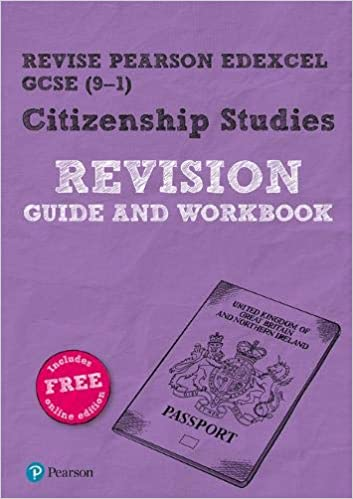 REVISE PEARSON EDEXCEL
GCSE (9–1)
Citizenship Studies
REVISION
GUIDE AND WORKBOOK
UNITED KINGDOM OF
GREAT BRITAIN
AND NORTHERN IRELAND
PASSPORT
Includes
FREE
online edition
Pearson